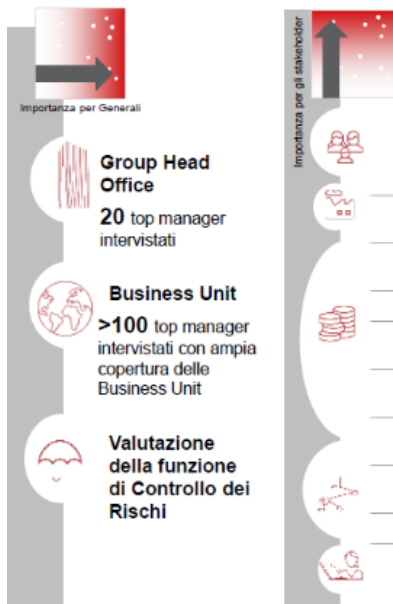 Importanza per Generali
Group Head
Office
20 top manager
intervistati
Business Unit
>100 top manager
intervistati con ampia
copertura delle
Business Unit
Valutazione
della funzione
di Controllo dei
Rischi
Importanza per gli stakeholder